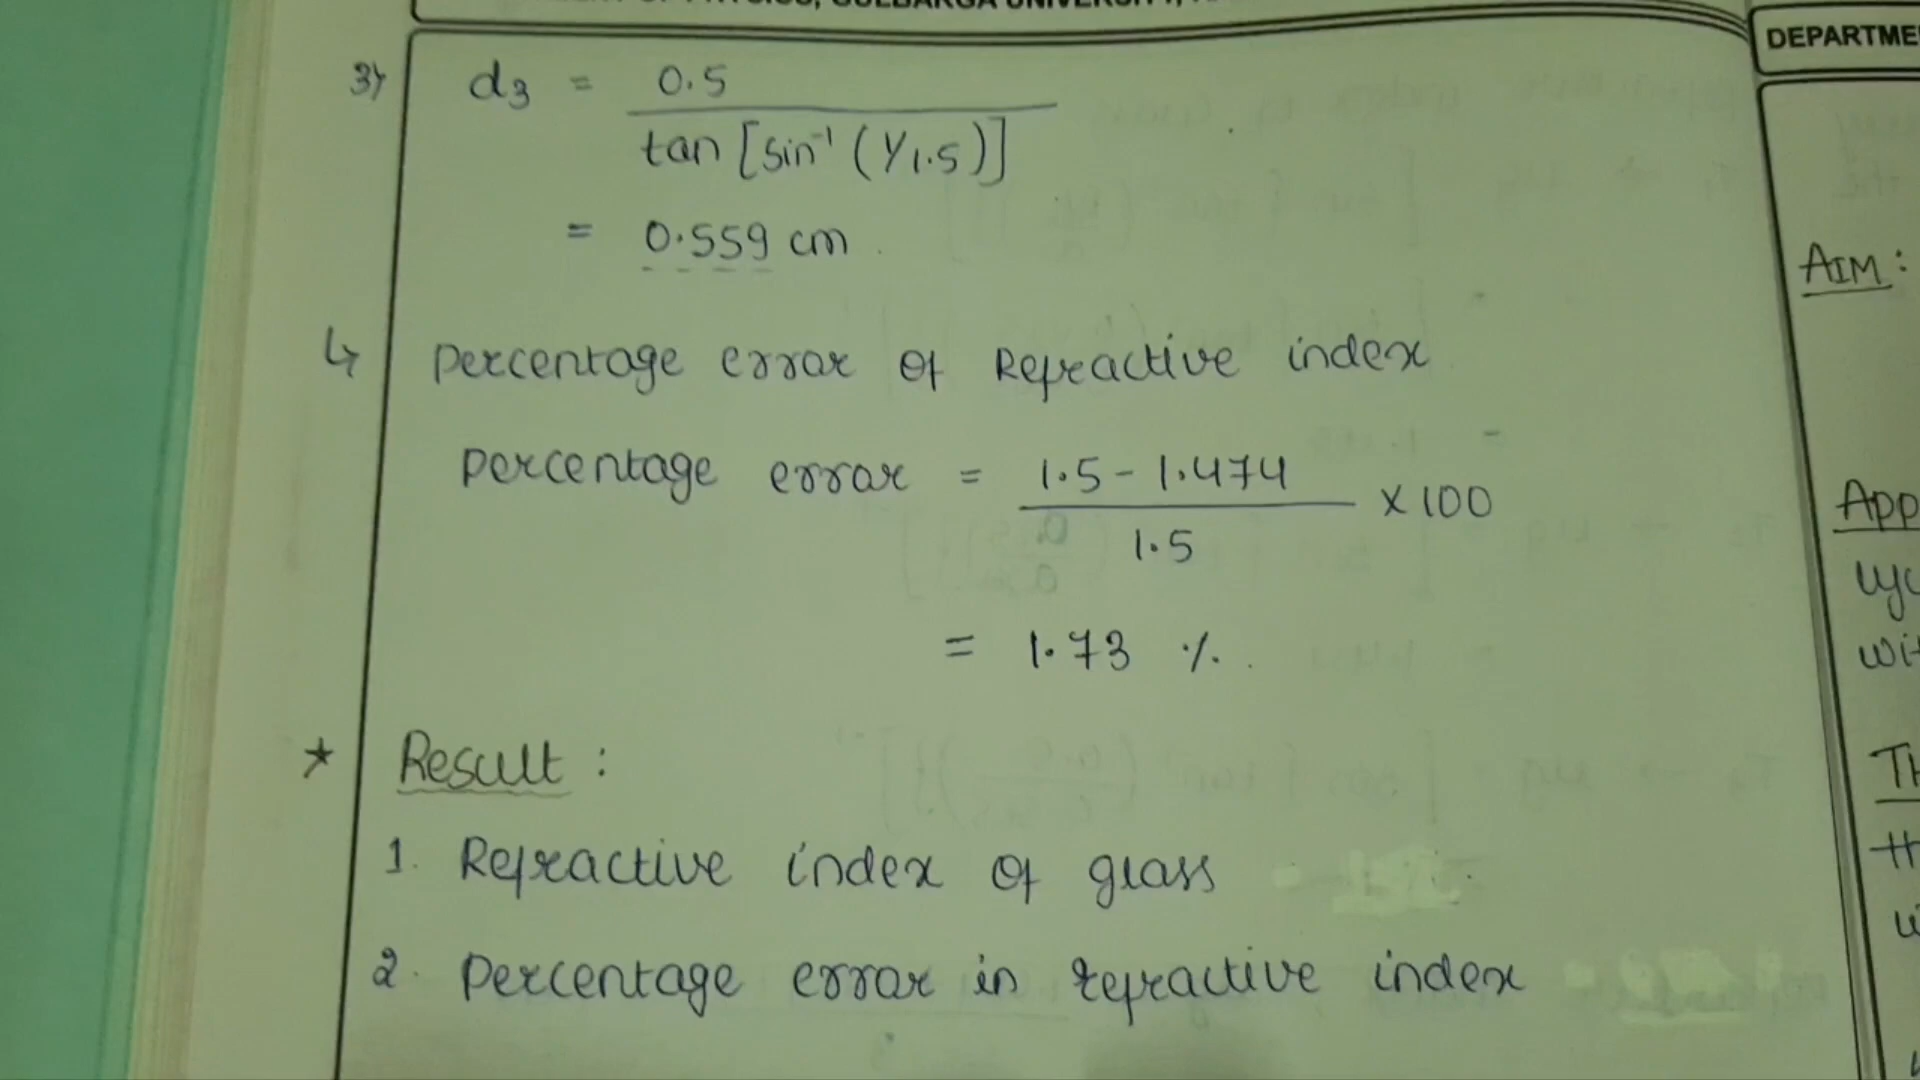 DEPARTME
3) d3 = 0.5
tan [sin⁻¹ (1/1.5)]
= 0.559 cm
AIM :
4) Percentage error of Refractive index
Percentage error = 1.5 - 1.474 × 100
1.5
= 1.73 %.
* Result :
1. Refractive index of glass
2. Percentage error in refractive index
App
wit
TH